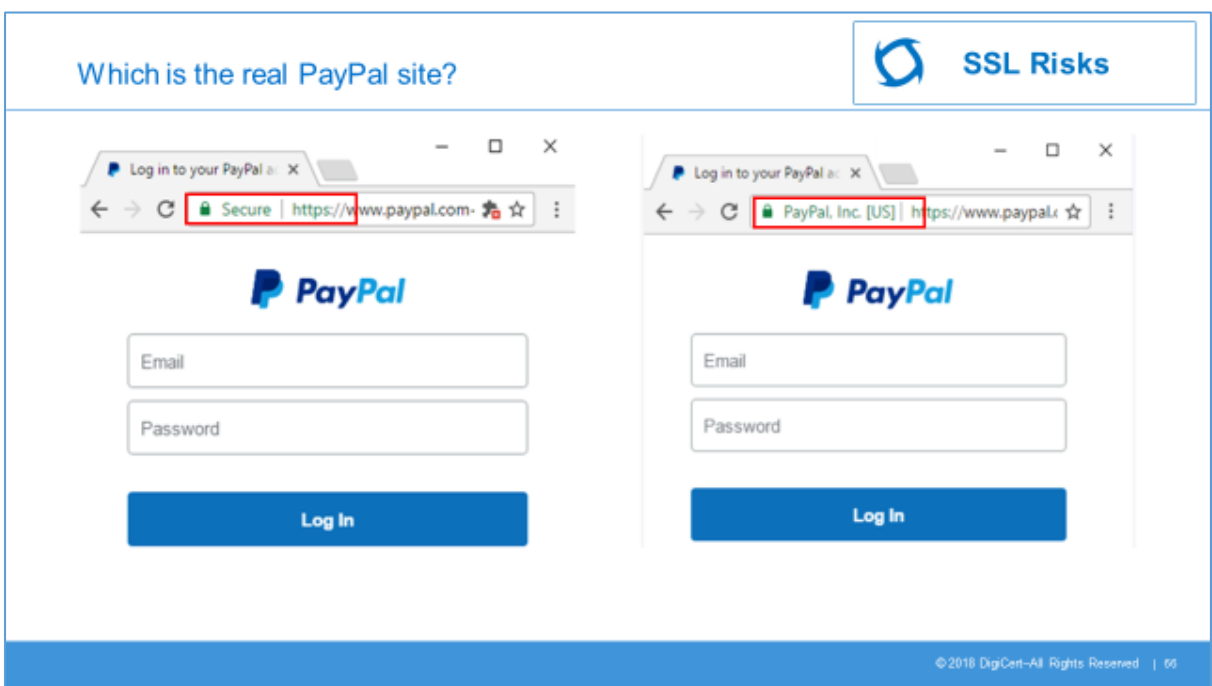 Which is the real PayPal site?
SSL Risks
Log in to your PayPal a
Secure | https://www.paypal.com-
PayPal
Email
Password
Log In
Log in to your PayPal ac
PayPal, Inc. [US] | https://www.paypal.c
PayPal
Email
Password
Log In
©2018 DigiCert–All Rights Reserved | 66